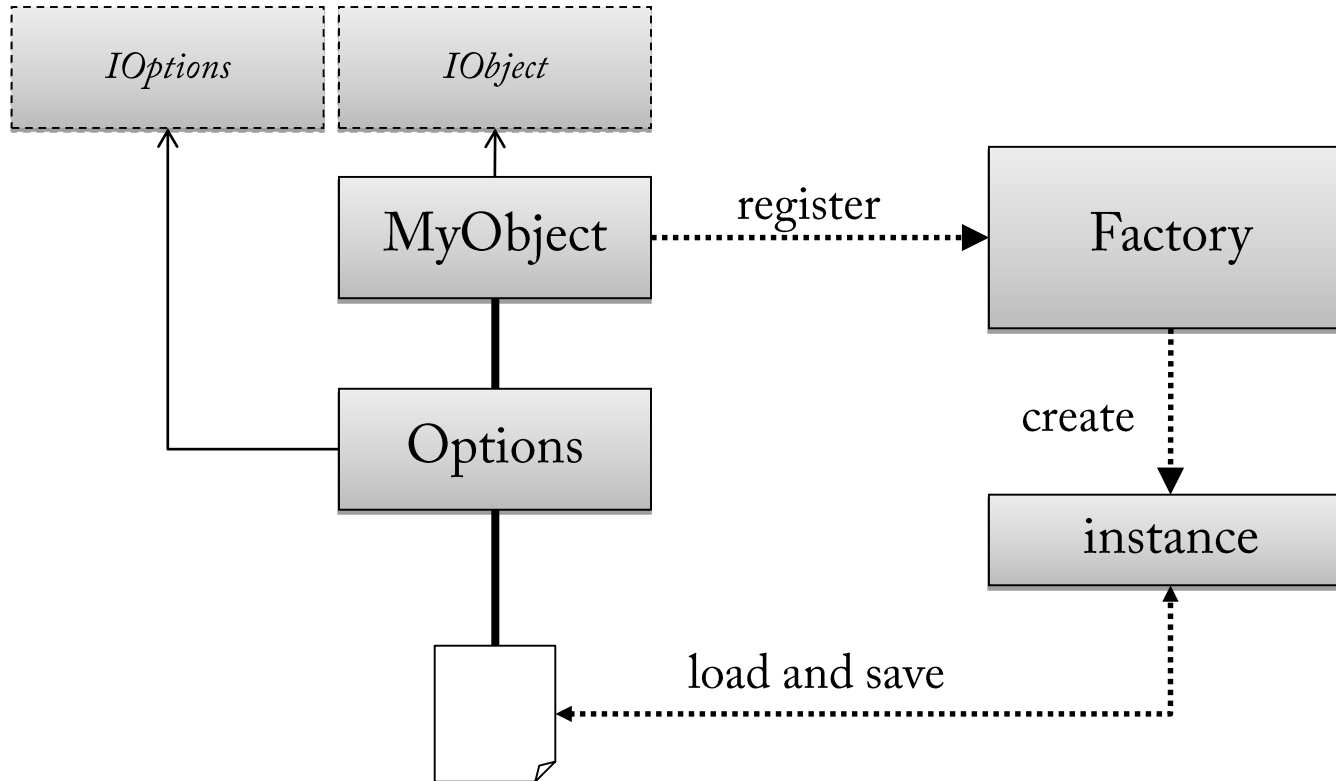 IOptions
IObject
MyObject
register
Factory
Options
create
instance
load and save